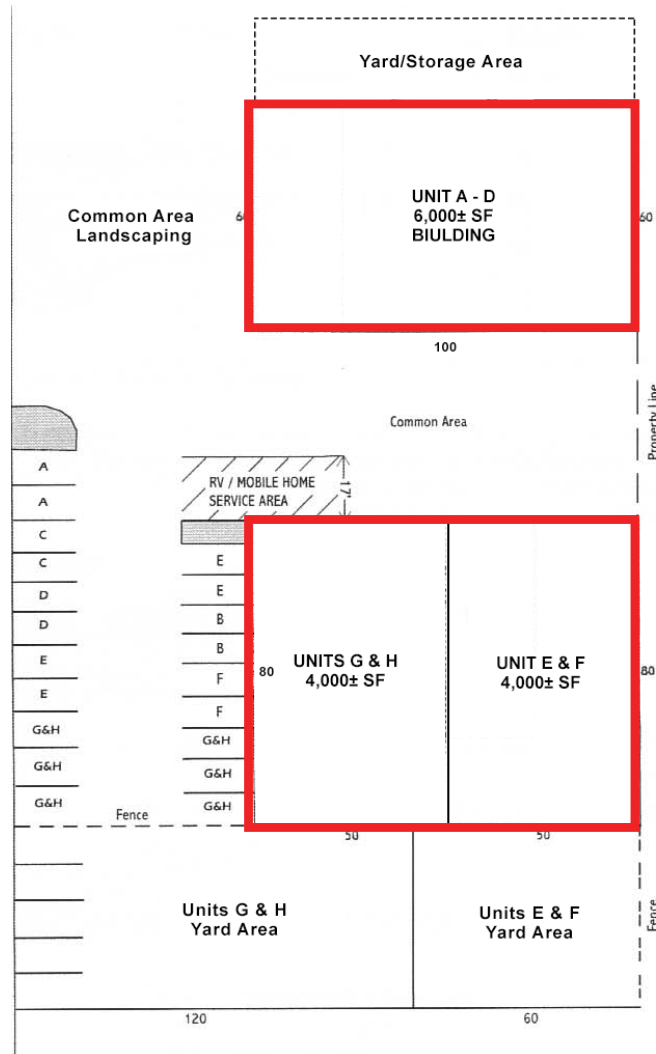 Yard/Storage Area
UNIT A - D
6,000± SF
BIULDING
Common Area
Landscaping
60
100
Common Area
Property Line
RV / MOBILE HOME
SERVICE AREA
17'
A
A
C
C
D
D
E
E
G&H
G&H
G&H
E
E
B
B
F
F
G&H
G&H
G&H
80
UNITS G & H
4,000± SF
UNIT E & F
4,000± SF
80
Fence
50
50
Units G & H
Yard Area
Units E & F
Yard Area
Fence
120
60